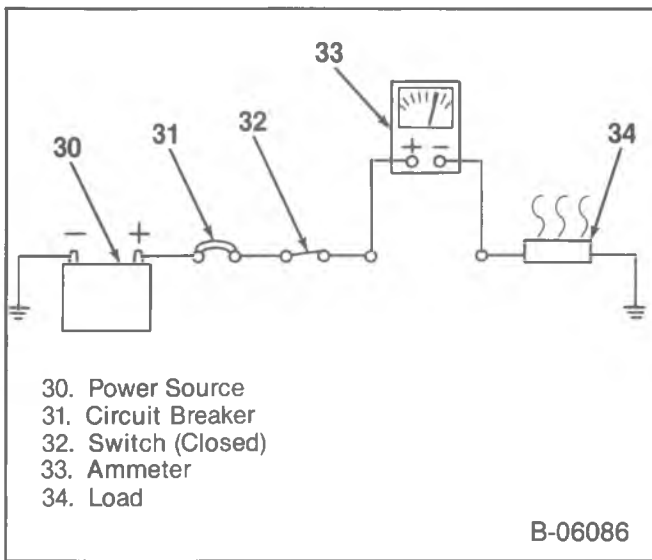 33
31
32
34
30
- +
+ -
30. Power Source
31. Circuit Breaker
32. Switch (Closed)
33. Ammeter
34. Load
B-06086